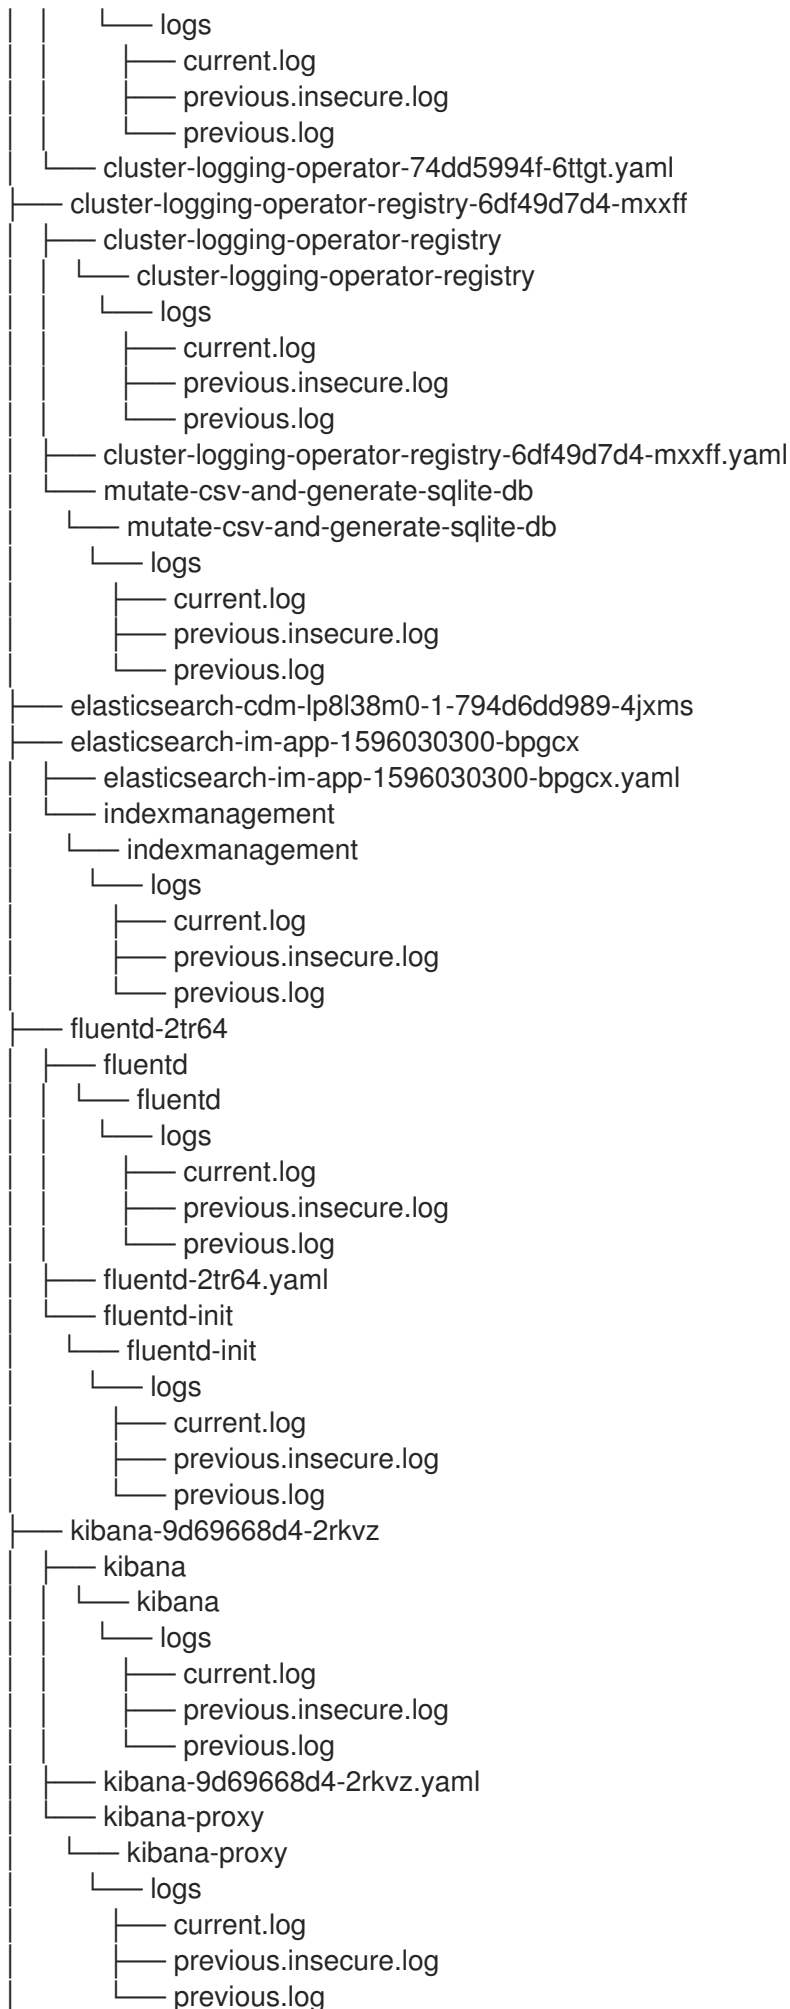 │ │ └── logs
│ │ ├── current.log
│ │ ├── previous.insecure.log
│ │ └── previous.log
│ └── cluster-logging-operator-74dd5994f-6ttgt.yaml
├── cluster-logging-operator-registry-6df49d7d4-mxxff
│ ├── cluster-logging-operator-registry
│ │ └── cluster-logging-operator-registry
│ │ └── logs
│ │ ├── current.log
│ │ ├── previous.insecure.log
│ │ └── previous.log
│ ├── cluster-logging-operator-registry-6df49d7d4-mxxff.yaml
│ └── mutate-csv-and-generate-sqlite-db
│ └── mutate-csv-and-generate-sqlite-db
│ └── logs
│ ├── current.log
│ ├── previous.insecure.log
│ └── previous.log
├── elasticsearch-cdm-lp8l38m0-1-794d6dd989-4jxms
├── elasticsearch-im-app-1596030300-bpgcx
│ ├── elasticsearch-im-app-1596030300-bpgcx.yaml
│ └── indexmanagement
│ └── indexmanagement
│ └── logs
│ ├── current.log
│ ├── previous.insecure.log
│ └── previous.log
├── fluentd-2tr64
│ ├── fluentd
│ │ └── fluentd
│ │ └── logs
│ │ ├── current.log
│ │ ├── previous.insecure.log
│ │ └── previous.log
│ ├── fluentd-2tr64.yaml
│ └── fluentd-init
│ └── fluentd-init
│ └── logs
│ ├── current.log
│ ├── previous.insecure.log
│ └── previous.log
├── kibana-9d69668d4-2rkvz
│ ├── kibana
│ │ └── kibana
│ │ └── logs
│ │ ├── current.log
│ │ ├── previous.insecure.log
│ │ └── previous.log
│ ├── kibana-9d69668d4-2rkvz.yaml
│ └── kibana-proxy
│ └── kibana-proxy
│ └── logs
│ ├── current.log
│ ├── previous.insecure.log
│ └── previous.log